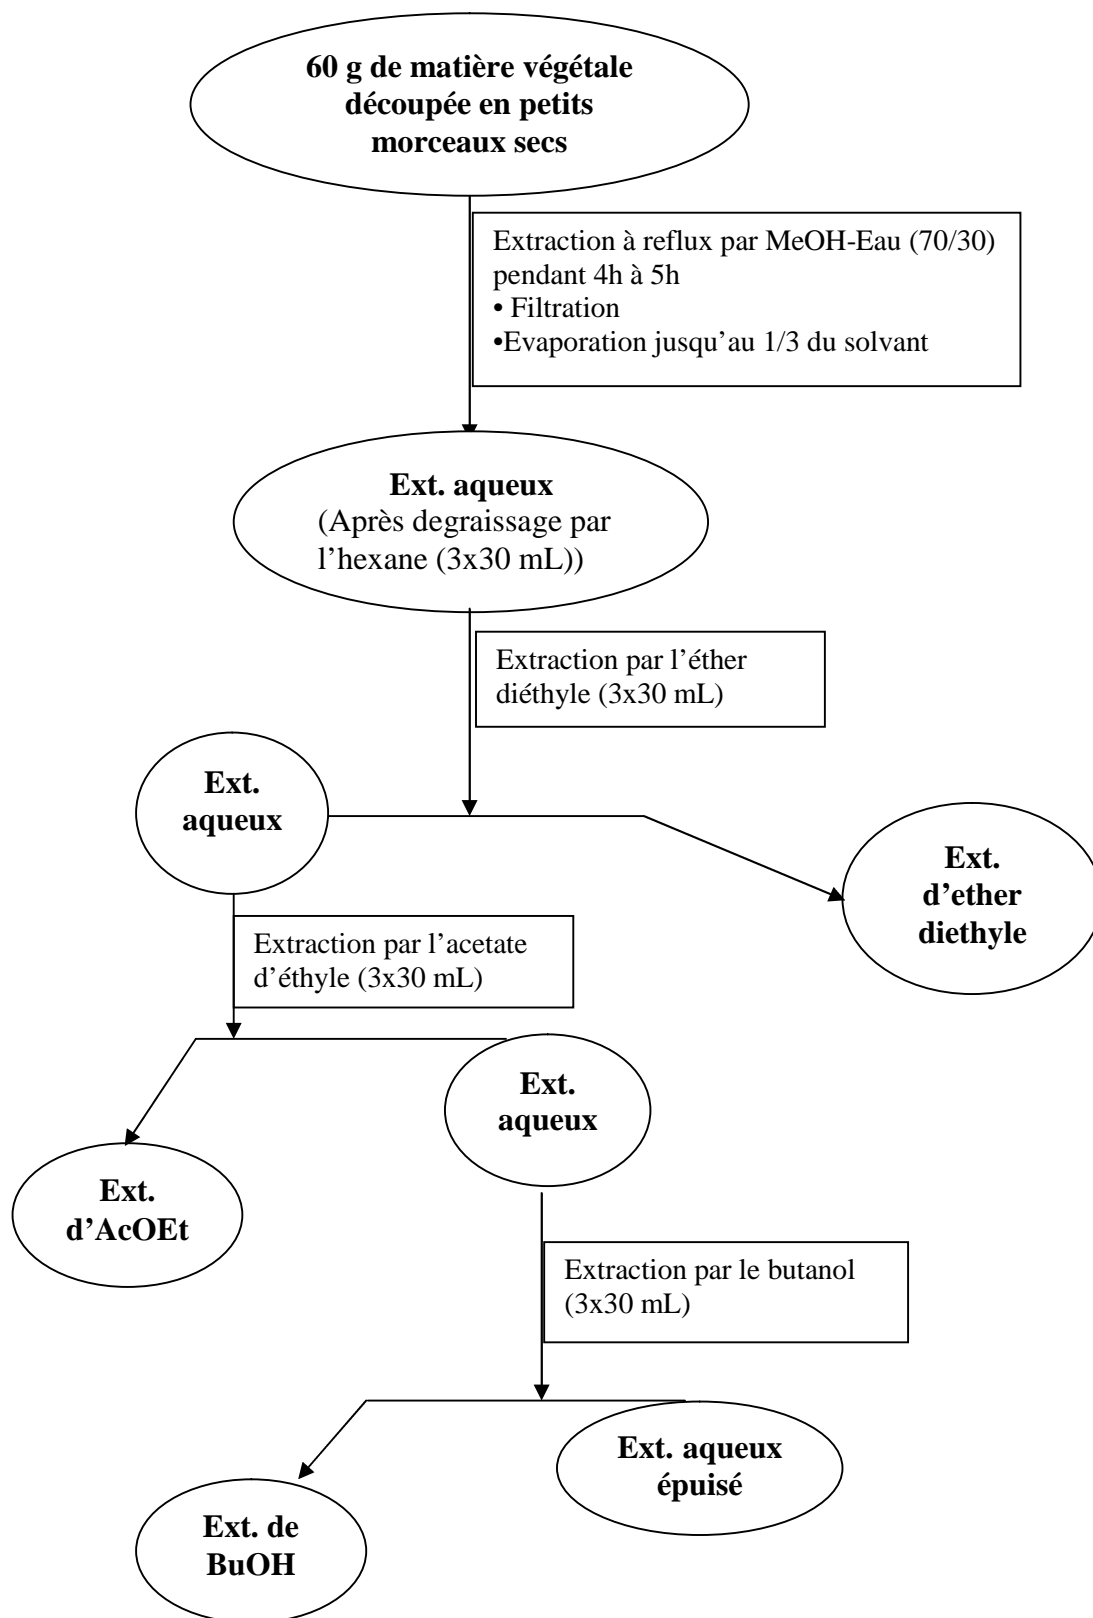 60 g de matière végétale
découpée en petits
morceaux secs
Extraction à reflux par MeOH-Eau (70/30)
pendant 4h à 5h
• Filtration
•Evaporation jusqu’au 1/3 du solvant
Ext. aqueux
(Après degraissage par
l’hexane (3x30 mL))
Extraction par l’éther
diéthyle (3x30 mL)
Ext.
aqueux
Ext.
d’ether
diethyle
Extraction par l’acetate
d’éthyle (3x30 mL)
Ext.
aqueux
Ext.
d’AcOEt
Extraction par le butanol
(3x30 mL)
Ext. aqueux
épuisé
Ext. de
BuOH